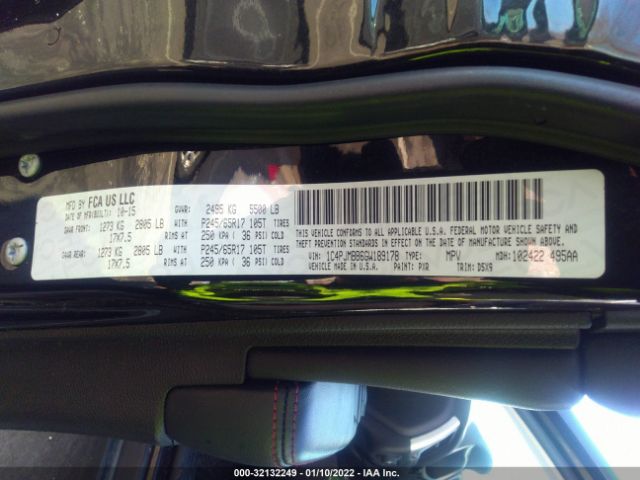 MFD BY FCA US LLC
DATE OF MFR(BUILT): 10-15 GVWR: 2495 KG 5500 LB
GAWR FRONT: 1273 KG 2805 LB P245/65R17 105T TIRES
17X7.5 RIMS AT 250 KPA ( 36 PSI) COLD
GAWR REAR: 1273 KG 2805 LB P245/65R17 105T TIRES
17X7.5 RIMS AT 250 KPA ( 36 PSI) COLD
THIS VEHICLE CONFORMS TO ALL APPLICABLE U.S.A. FEDERAL MOTOR VEHICLE SAFETY
AND THEFT PREVENTION STANDARDS IN EFFECT ON THE DATE OF MANUFACTURE SHOWN ABOVE.
VIN: 1C4PJMBB6GW189178 TYPE: MPV MDH: 102422 495AA
VEHICLE MADE IN U.S.A. PAINT: PXR TRIM: DSX9
000-32132249 - 01/10/2022 - IAA Inc.